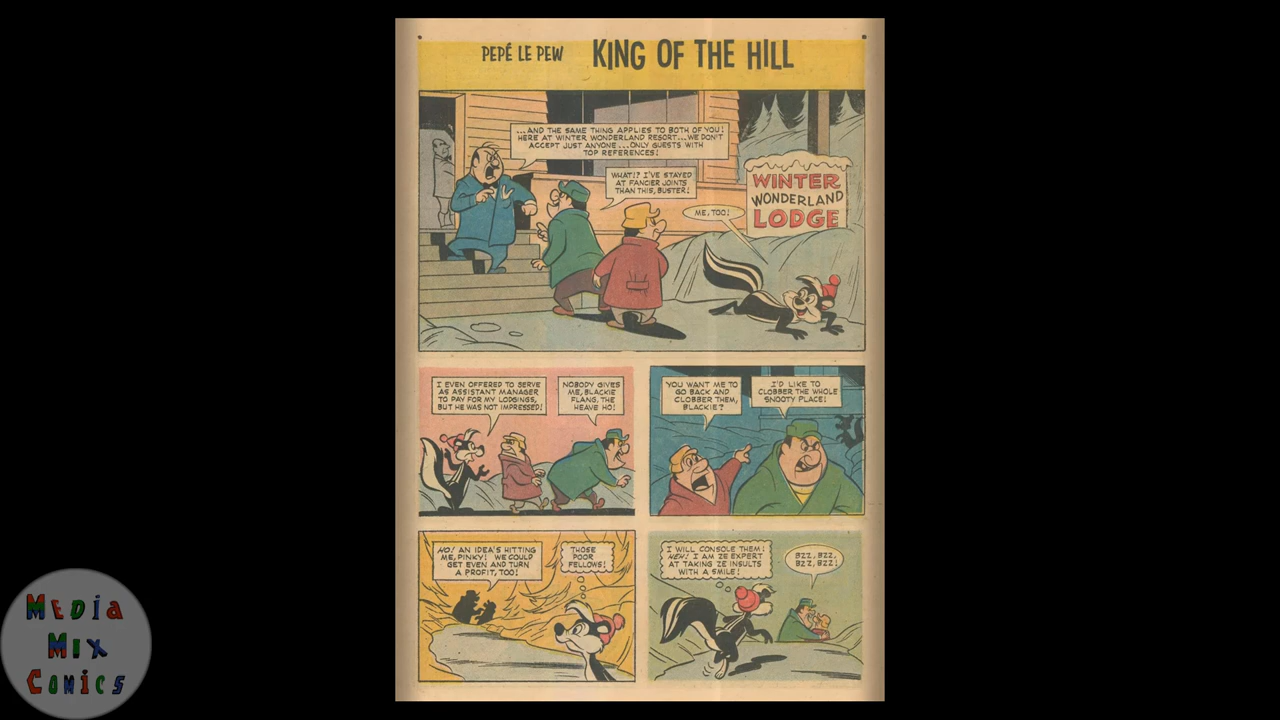 PEPÉ LE PEW KING OF THE HILL
...AND THE SAME THING APPLIES TO BOTH OF YOU!
HERE AT WINTER WONDERLAND RESORT...WE DON'T
ACCEPT JUST ANYONE...ONLY GUESTS WITH
TOP REFERENCES!
WHAT!? I'VE STAYED
AT FANCIER JOINTS
THAN THIS, BUSTER!
ME, TOO!
WINTER
WONDERLAND
LODGE
I EVEN OFFERED TO SERVE
AS ASSISTANT MANAGER
TO PAY FOR MY LODGINGS,
BUT HE WAS NOT IMPRESSED!
NOBODY GIVES
ME, BLACKIE
FLANG, THE
HEAVE HO!
YOU WANT ME TO
GO BACK AND
CLOBBER THEM,
BLACKIE?
I'D LIKE TO
CLOBBER THE WHOLE
SNOOTY PLACE!
NO! AN IDEA'S HITTING
ME, PINKY! WE COULD
GET EVEN AND TURN
A PROFIT, TOO!
THOSE
POOR
FELLOWS!
I WILL CONSOLE THEM!
HEH! I AM ZE EXPERT
AT TAKING ZE INSULTS
WITH A SMILE!
BZZ, BZZ,
BZZ, BZZ!
MEDIA
MIX
COMICS